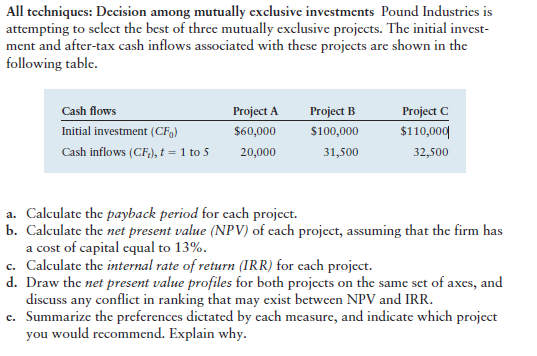 All techniques: Decision among mutually exclusive investments Pound Industries is
attempting to select the best of three mutually exclusive projects. The initial invest-
ment and after-tax cash inflows associated with these projects are shown in the
following table.
Cash flows Project A Project B Project C
Initial investment (CF₀) $60,000 $100,000 $110,000
Cash inflows (CFₜ), t = 1 to 5 20,000 31,500 32,500
a. Calculate the payback period for each project.
b. Calculate the net present value (NPV) of each project, assuming that the firm has
a cost of capital equal to 13%.
c. Calculate the internal rate of return (IRR) for each project.
d. Draw the net present value profiles for both projects on the same set of axes, and
discuss any conflict in ranking that may exist between NPV and IRR.
e. Summarize the preferences dictated by each measure, and indicate which project
you would recommend. Explain why.